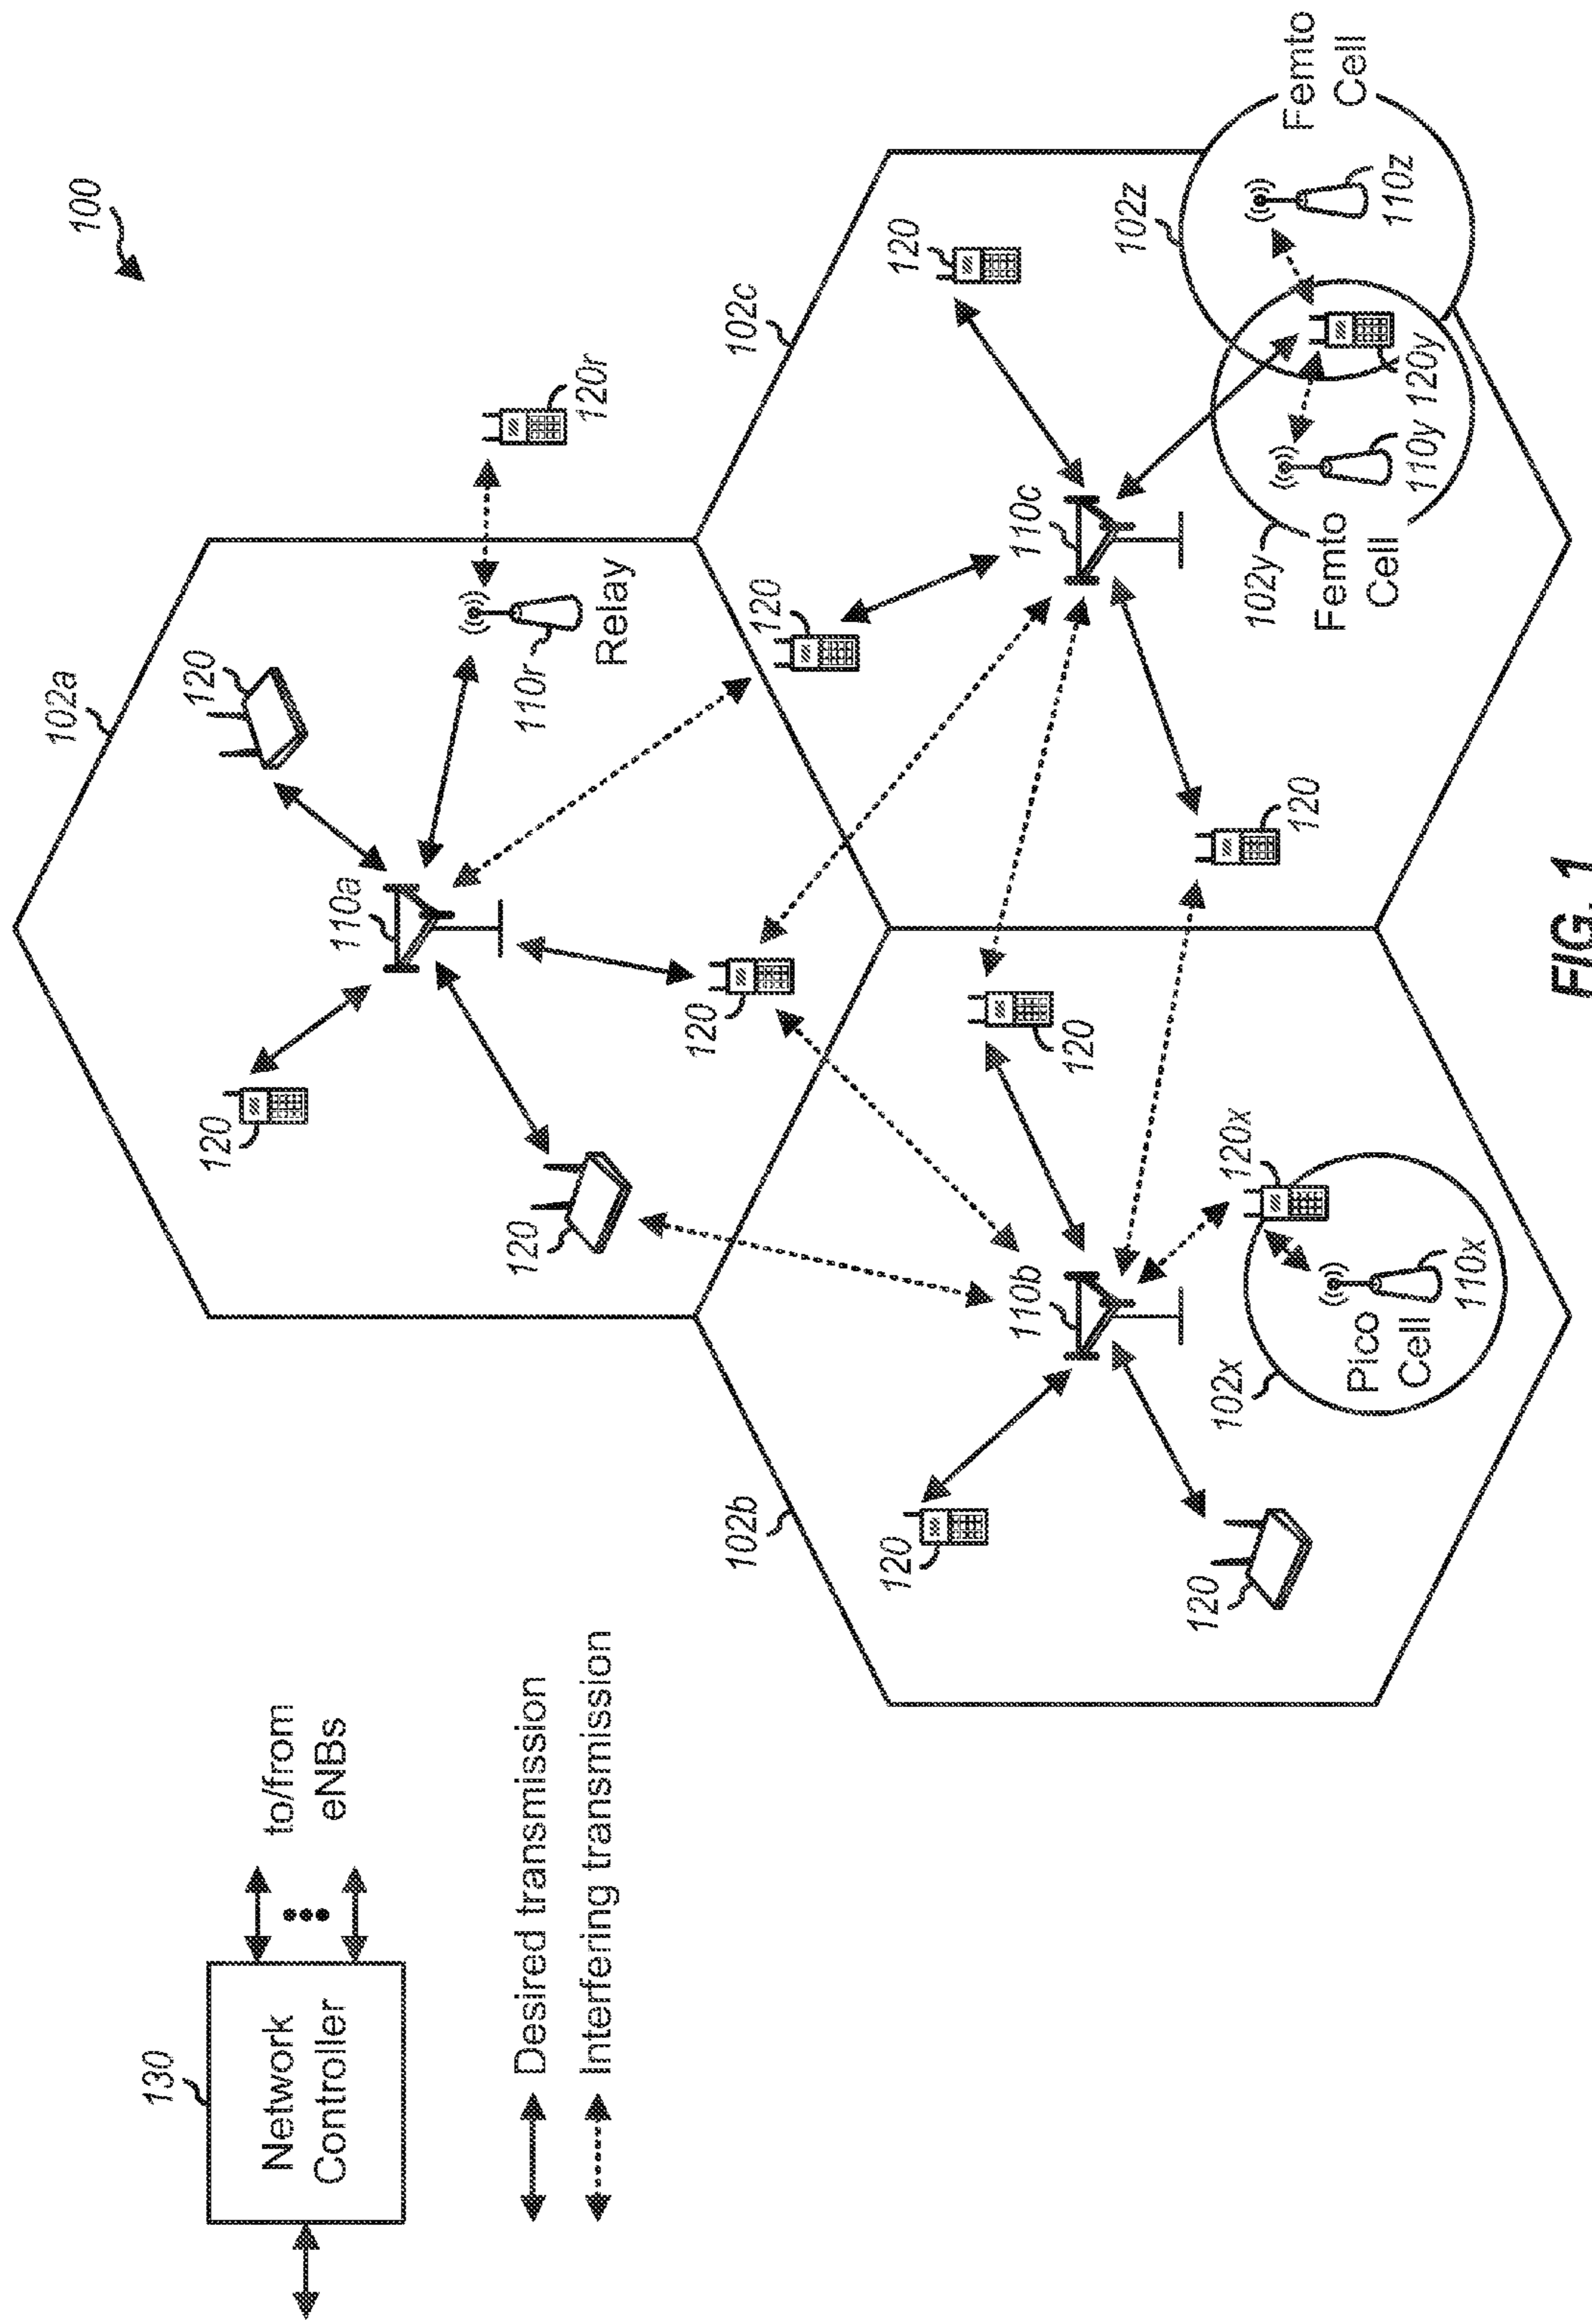 100
130
Network
Controller
to/from
eNBs
Desired transmission
Interfering transmission
102a
120
120
110a
120
110r
Relay
120r
120
120
102b
102c
120
120
110b
120
120
102x
Pico
Cell
110x
120x
120
110c
120
102y
Femto
Cell
110y
120y
102z
110z
Femto
Cell
FIG. 1